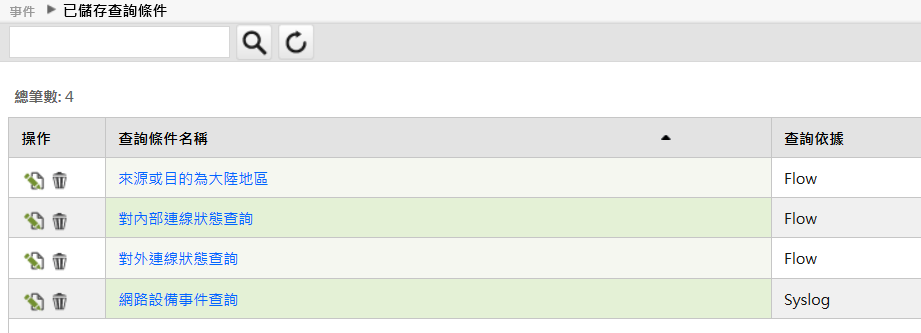 事件 ▶ 已儲存查詢條件
總筆數: 4
操作 查詢條件名稱 ▲ 查詢依據
來源或目的為大陸地區 Flow
對內部連線狀態查詢 Flow
對外連線狀態查詢 Flow
網路設備事件查詢 Syslog